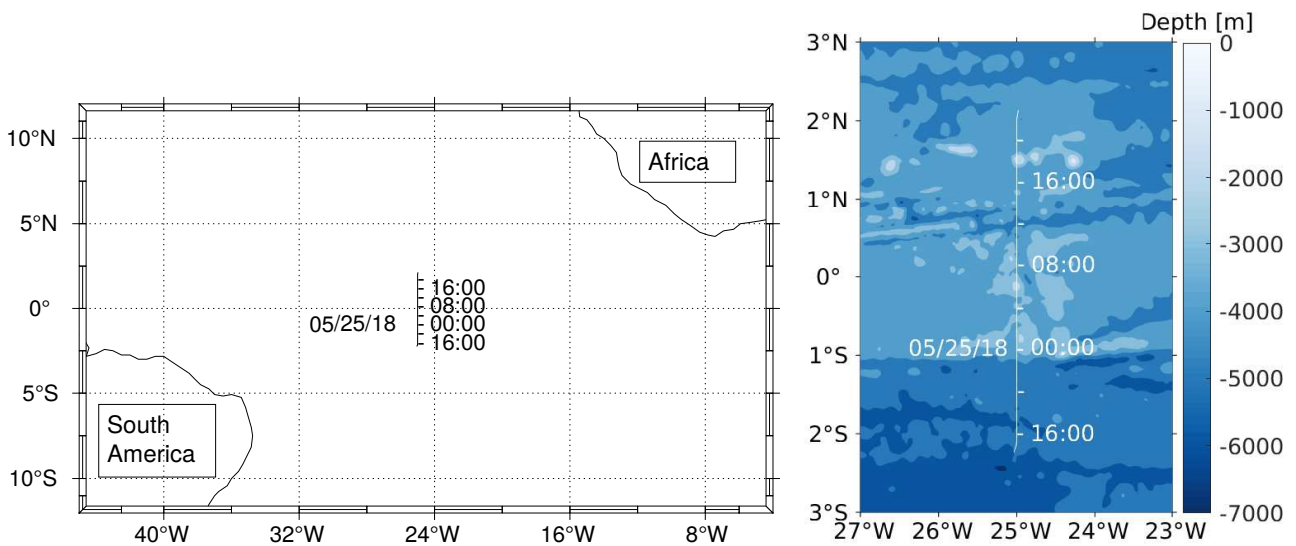 10°N
5°N
0°
5°S
10°S
40°W
32°W
24°W
16°W
8°W
Africa
South
America
16:00
08:00
05/25/18 00:00
16:00
Depth [m]
3°N
2°N
1°N
0°
1°S
2°S
3°S
27°W
26°W
25°W
24°W
23°W
16:00
08:00
05/25/18 00:00
16:00
0
-1000
-2000
-3000
-4000
-5000
-6000
-7000